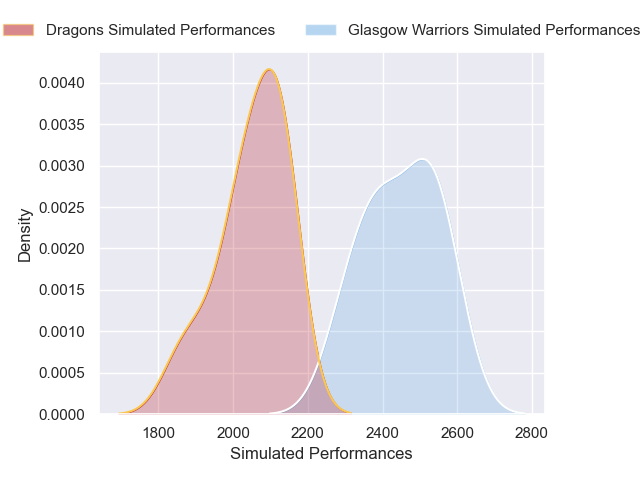 Dragons Simulated Performances
Glasgow Warriors Simulated Performances
0.0040
0.0035
0.0030
0.0025
0.0020
0.0015
0.0010
0.0005
0.0000
Density
1800 2000 2200 2400 2600 2800
Simulated Performances